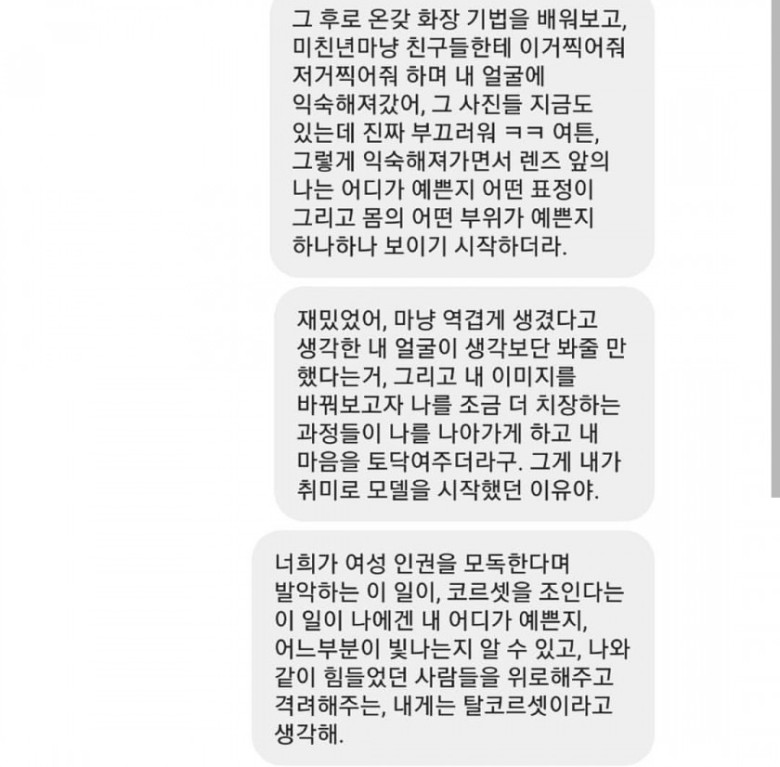 그 후로 온갖 화장 기법을 배워보고,
미친년마냥 친구들한테 이거찍어줘
저거찍어줘 하며 내 얼굴에
익숙해져갔어, 그 사진들 지금도
있는데 진짜 부끄러워 ㅋㅋ 여튼,
그렇게 익숙해져가면서 렌즈 앞의
나는 어디가 예쁜지 어떤 표정이
그리고 몸의 어떤 부위가 예쁜지
하나하나 보이기 시작하더라.
재밌었어, 마냥 역겹게 생겼다고
생각한 내 얼굴이 생각보단 봐줄 만
했다는거, 그리고 내 이미지를
바꿔보고자 나를 조금 더 치장하는
과정들이 나를 나아가게 하고 내
마음을 토닥여주더라구. 그게 내가
취미로 모델을 시작했던 이유야.
너희가 여성 인권을 모독한다며
발악하는 이 일이, 코르셋을 조인다는
이 일이 나에겐 내 어디가 예쁜지,
어느부분이 빛나는지 알 수 있고, 나와
같이 힘들었던 사람들을 위로해주고
격려해주는, 내게는 탈코르셋이라고
생각해.